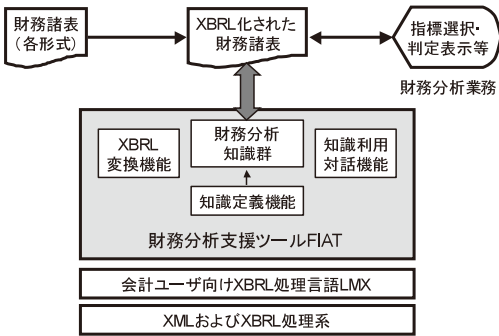 財務諸表
（各形式）
XBRL化された
財務諸表
指標選択・
判定表示等
財務分析業務
XBRL
変換機能
財務分析
知識群
知識利用
対話機能
知識定義機能
財務分析支援ツールFIAT
会計ユーザ向けXBRL処理言語LMX
XMLおよびXBRL処理系